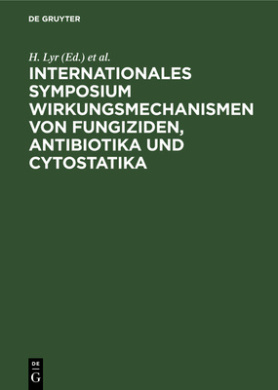 DE GRUYTER
H. Lyr (Ed.) et al.
INTERNATIONALES
SYMPOSIUM
WIRKUNGSMECHANISMEN
VON FUNGIZIDEN,
ANTIBIOTIKA UND
CYTOSTATIKA
DE
G